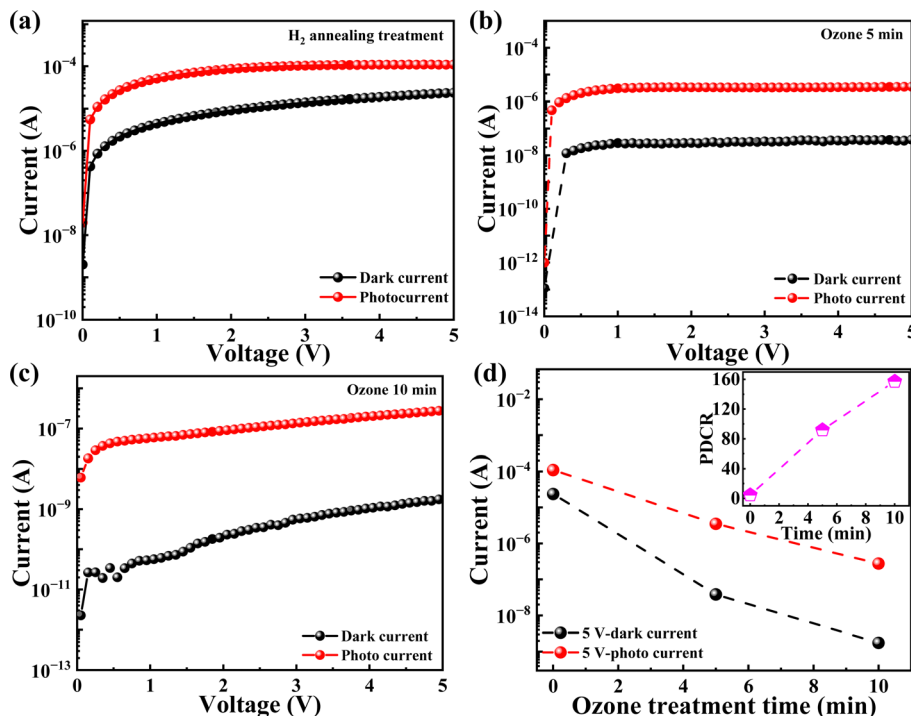 (a)
H₂ annealing treatment
10⁻⁴
10⁻⁶
10⁻⁸
10⁻¹⁰
Current (A)
Dark current
Photocurrent
0 1 2 3 4 5
Voltage (V)
(b)
Ozone 5 min
10⁻⁴
10⁻⁶
10⁻⁸
10⁻¹⁰
10⁻¹²
10⁻¹⁴
Current (A)
Dark current
Photo current
0 1 2 3 4 5
Voltage (V)
(c)
Ozone 10 min
10⁻⁷
10⁻⁹
10⁻¹¹
10⁻¹³
Current (A)
Dark current
Photo current
0 1 2 3 4 5
Voltage (V)
(d)
10⁻²
10⁻⁴
10⁻⁶
10⁻⁸
Current (A)
160
120
80
40
0
PDCR
0 2 4 6 8 10
Time (min)
5 V-dark current
5 V-photo current
0 2 4 6 8 10
Ozone treatment time (min)